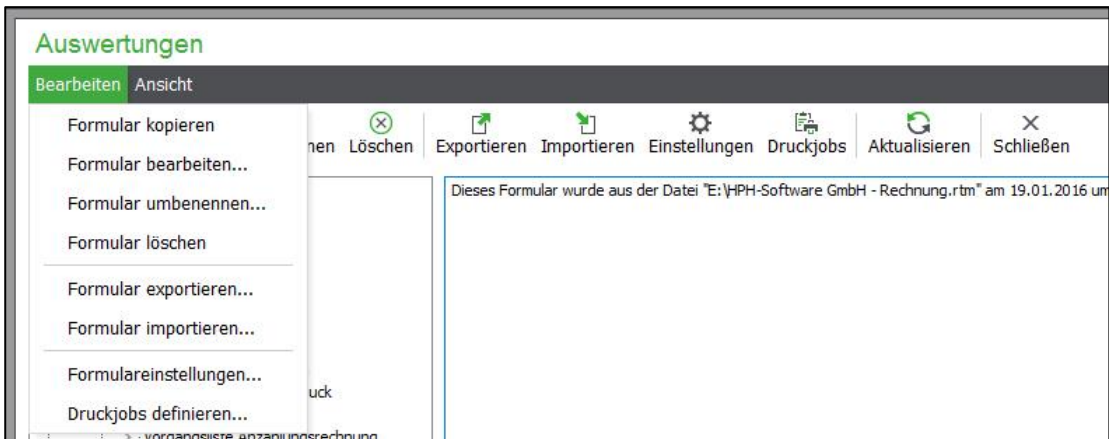 Auswertungen
Bearbeiten Ansicht
Formular kopieren
Formular bearbeiten...
Formular umbenennen...
Formular löschen
Formular exportieren...
Formular importieren...
Formulareinstellungen...
Druckjobs definieren...
nen Löschen Exportieren Importieren Einstellungen Druckjobs Aktualisieren Schließen
Dieses Formular wurde aus der Datei "E:\HPH-Software GmbH - Rechnung.rtm" am 19.01.2016 um
uck
Vorgangsliste Anzahlungsrechnung